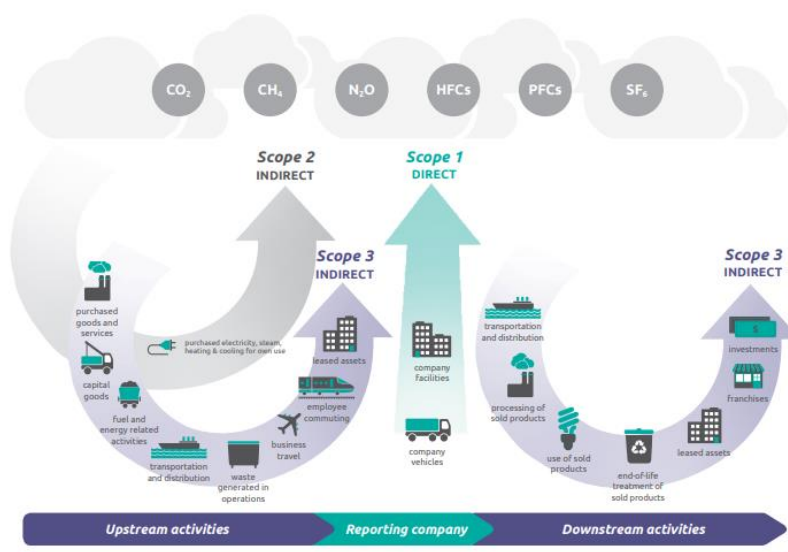 CO₂
CH₄
N₂O
HFCs
PFCs
SF₆
Scope 2
INDIRECT
Scope 1
DIRECT
Scope 3
INDIRECT
Scope 3
INDIRECT
purchased
goods and
services
capital
goods
fuel and
energy related
activities
transportation
and distribution
waste
generated in
operations
business
travel
employee
commuting
leased assets
purchased electricity, steam,
heating & cooling for own use
company
facilities
company
vehicles
transportation
and distribution
processing of
sold products
use of sold
products
end-of-life
treatment of
sold products
leased assets
franchises
$
investments
Upstream activities
Reporting company
Downstream activities